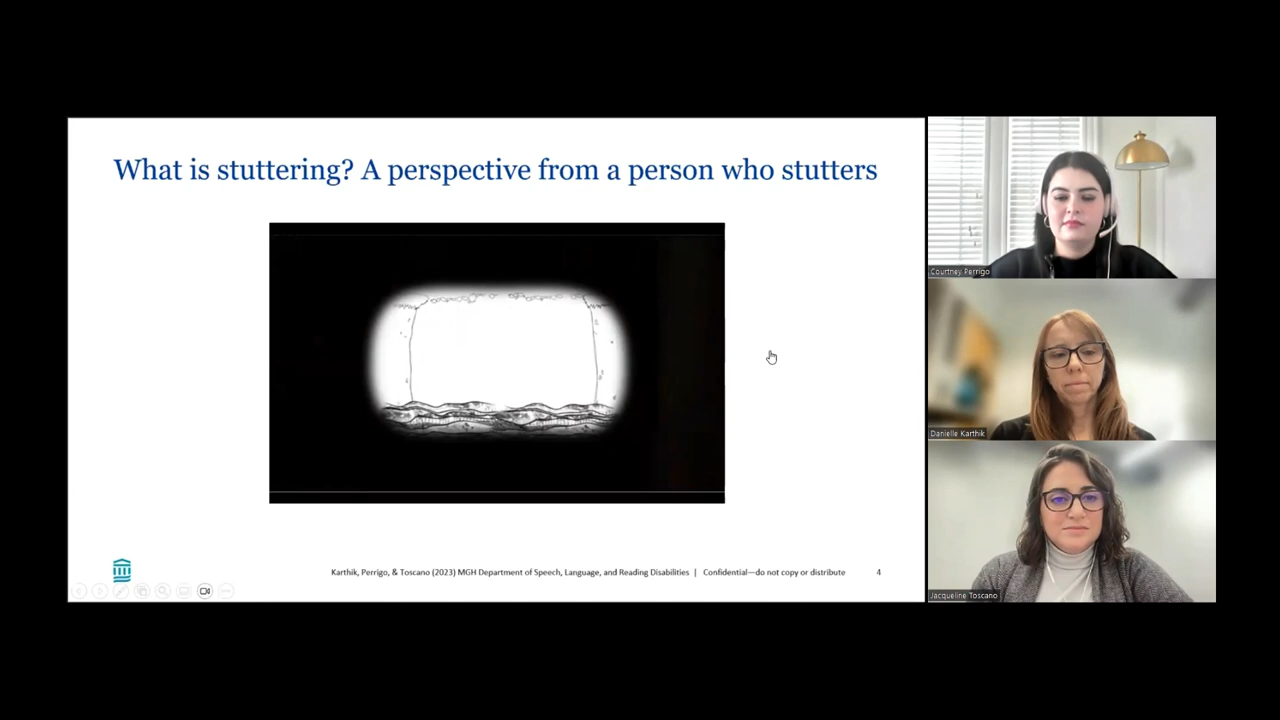 What is stuttering? A perspective from a person who stutters
Karthik, Perrigo, & Toscano (2023) MGH Department of Speech, Language, and Reading Disabilities | Confidential—do not copy or distribute 4
Courtney Perrigo
Danielle Karthik
Jacqueline Toscano